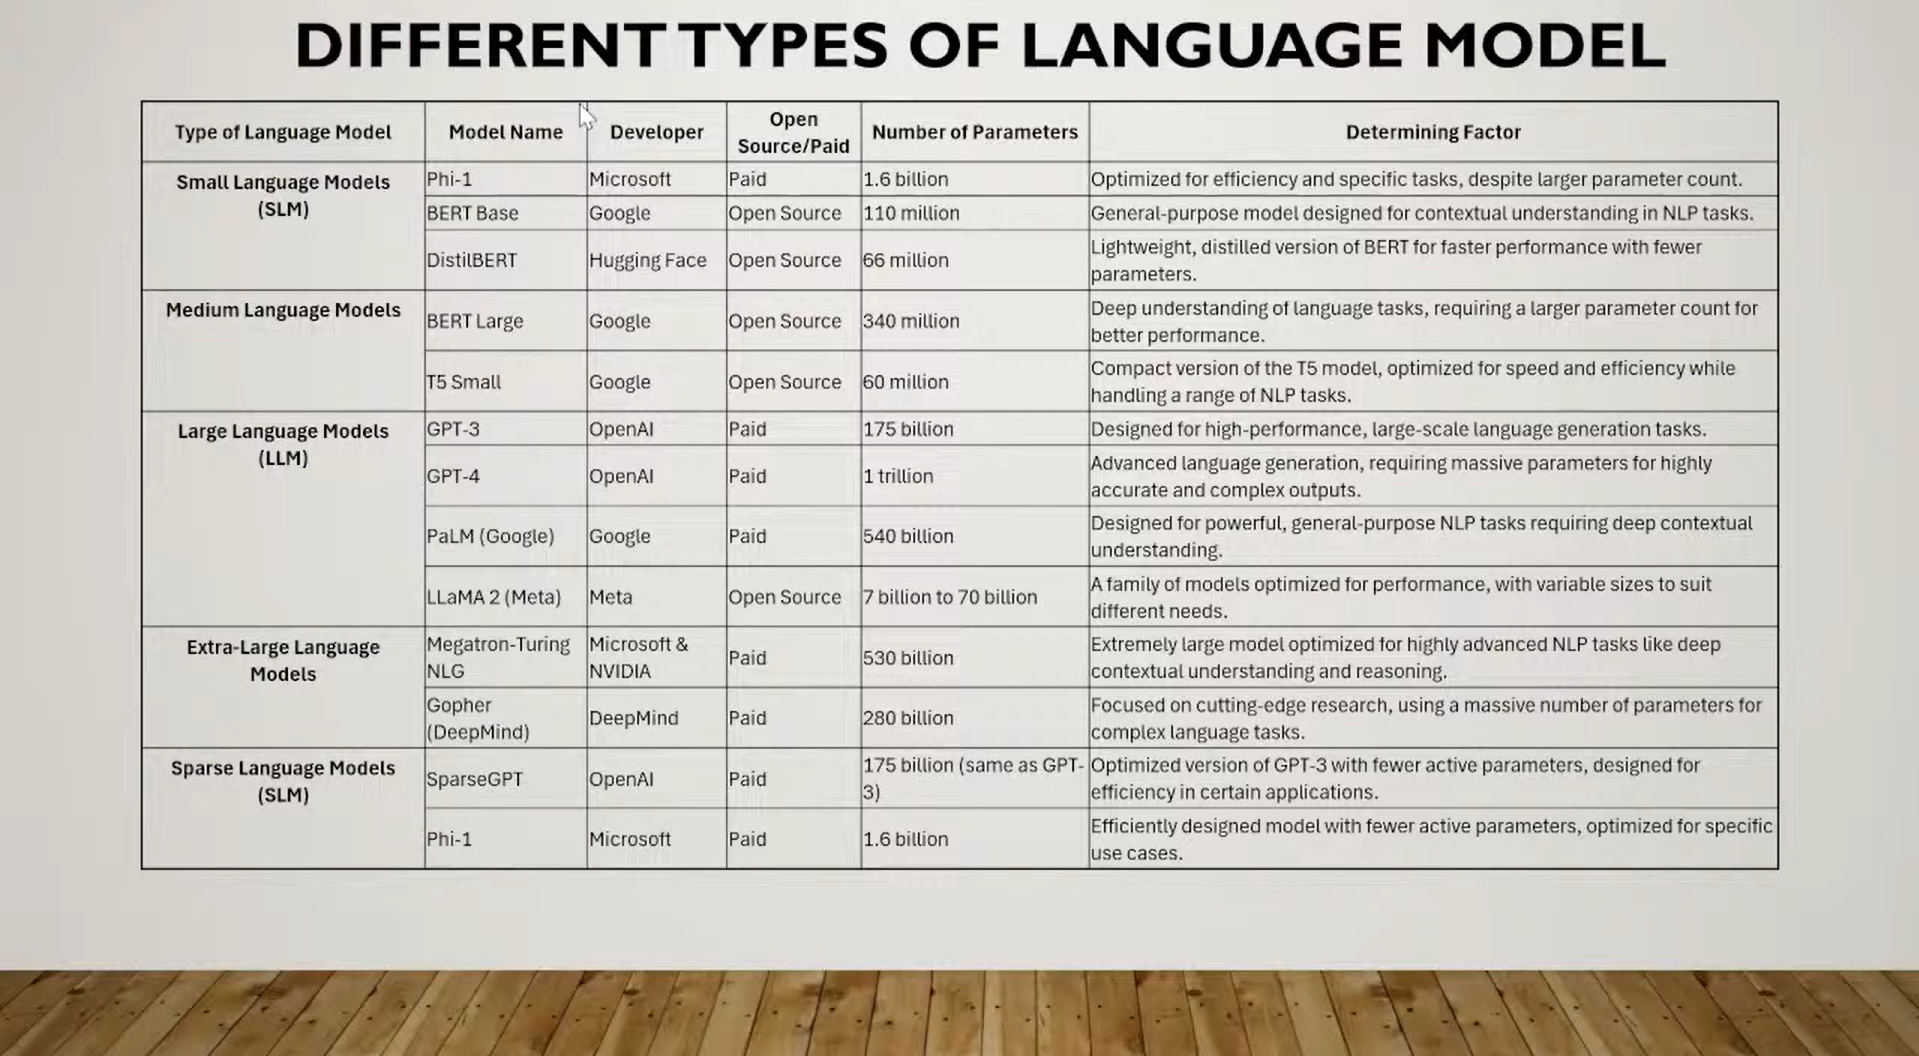 DIFFERENT TYPES OF LANGUAGE MODEL
Type of Language Model
Model Name
Developer
Open
Source/Paid
Number of Parameters
Determining Factor
Small Language Models
(SLM)
Phi-1
Microsoft
Paid
1.6 billion
Optimized for efficiency and specific tasks, despite larger parameter count.
BERT Base
Google
Open Source
110 million
General-purpose model designed for contextual understanding in NLP tasks.
DistilBERT
Hugging Face
Open Source
66 million
Lightweight, distilled version of BERT for faster performance with fewer
parameters.
Medium Language Models
BERT Large
Google
Open Source
340 million
Deep understanding of language tasks, requiring a larger parameter count for
better performance.
T5 Small
Google
Open Source
60 million
Compact version of the T5 model, optimized for speed and efficiency while
handling a range of NLP tasks.
Large Language Models
(LLM)
GPT-3
OpenAI
Paid
175 billion
Designed for high-performance, large-scale language generation tasks.
GPT-4
OpenAI
Paid
1 trillion
Advanced language generation, requiring massive parameters for highly
accurate and complex outputs.
PaLM (Google)
Google
Paid
540 billion
Designed for powerful, general-purpose NLP tasks requiring deep contextual
understanding.
LLaMA 2 (Meta)
Meta
Open Source
7 billion to 70 billion
A family of models optimized for performance, with variable sizes to suit
different needs.
Extra-Large Language
Models
Megatron-Turing
NLG
Microsoft &
NVIDIA
Paid
530 billion
Extremely large model optimized for highly advanced NLP tasks like deep
contextual understanding and reasoning.
Gopher
(DeepMind)
DeepMind
Paid
280 billion
Focused on cutting-edge research, using a massive number of parameters for
complex language tasks.
Sparse Language Models
(SLM)
SparseGPT
OpenAI
Paid
175 billion (same as GPT-
3)
Optimized version of GPT-3 with fewer active parameters, designed for
efficiency in certain applications.
Phi-1
Microsoft
Paid
1.6 billion
Efficiently designed model with fewer active parameters, optimized for specific
use cases.